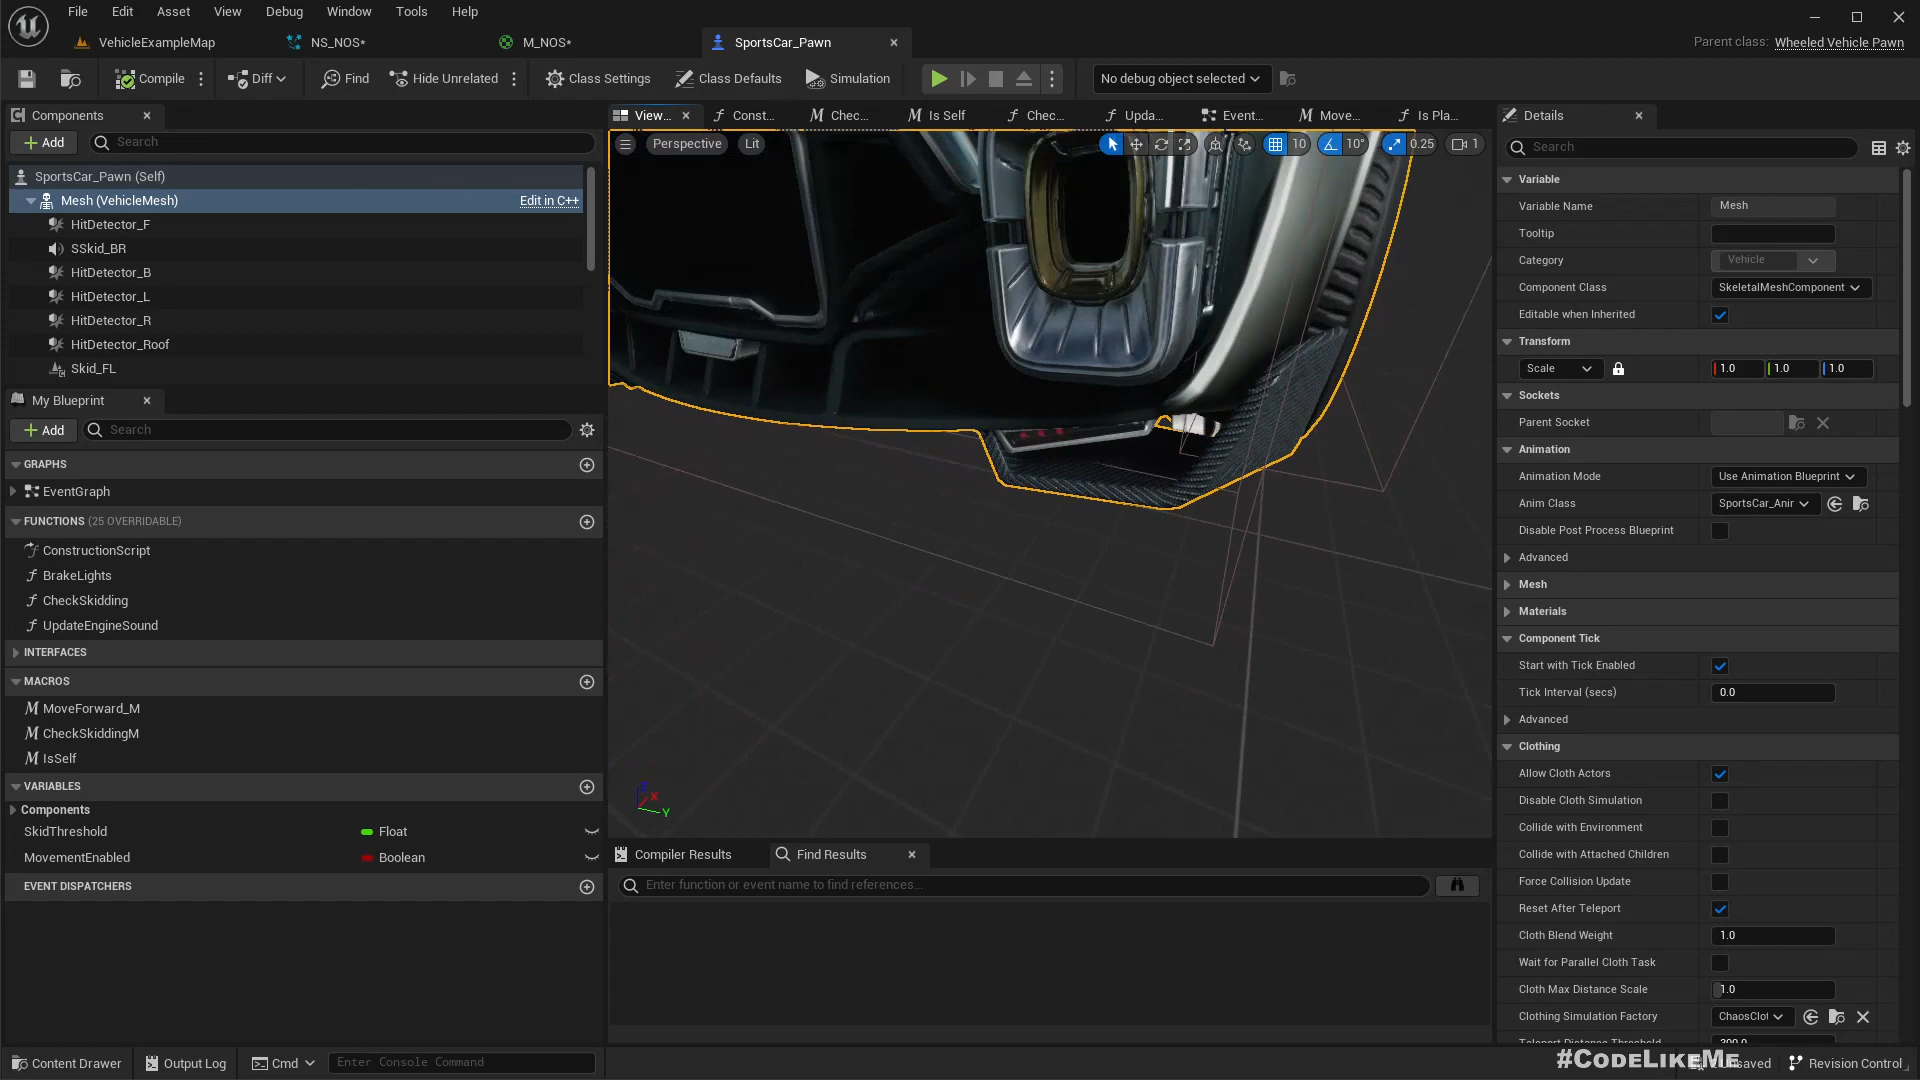 File Edit Asset View Debug Window Tools Help
VehicleExampleMap NS_NOS* M_NOS* SportsCar_Pawn Parent class: Wheeled Vehicle Pawn
Compile Diff Find Hide Unrelated Class Settings Class Defaults Simulation No debug object selected
Components
Add Search
SportsCar_Pawn (Self)
Mesh (VehicleMesh) Edit in C++
HitDetector_F
SSkid_BR
HitDetector_B
HitDetector_L
HitDetector_R
HitDetector_Roof
Skid_FL
My Blueprint
Add Search
GRAPHS
EventGraph
FUNCTIONS (25 OVERRIDABLE)
ConstructionScript
BrakeLights
CheckSkidding
UpdateEngineSound
INTERFACES
MACROS
MoveForward_M
CheckSkiddingM
IsSelf
VARIABLES
Components
SkidThreshold Float
MovementEnabled Boolean
EVENT DISPATCHERS
View... Const... Chec... Is Self Chec... Upda... Event... Move... Is Pla...
Perspective Lit 10 10° 0.25 1
X
Y
Compiler Results Find Results
Enter function or event name to find references...
Details
Search
Variable
Variable Name Mesh
Tooltip
Category Vehicle
Component Class SkeletalMeshComponent
Editable when Inherited
Transform
Scale 1.0 1.0 1.0
Sockets
Parent Socket
Animation
Animation Mode Use Animation Blueprint
Anim Class SportsCar_Anir
Disable Post Process Blueprint
Advanced
Mesh
Materials
Component Tick
Start with Tick Enabled
Tick Interval (secs) 0.0
Advanced
Clothing
Allow Cloth Actors
Disable Cloth Simulation
Collide with Environment
Collide with Attached Children
Force Collision Update
Reset After Teleport
Cloth Blend Weight 1.0
Wait for Parallel Cloth Task
Cloth Max Distance Scale 1.0
Clothing Simulation Factory ChaosClot
Teleport Distance Threshold 300.0
Content Drawer Output Log Cmd Enter Console Command
#CodeLikeMe
Unsaved Revision Control